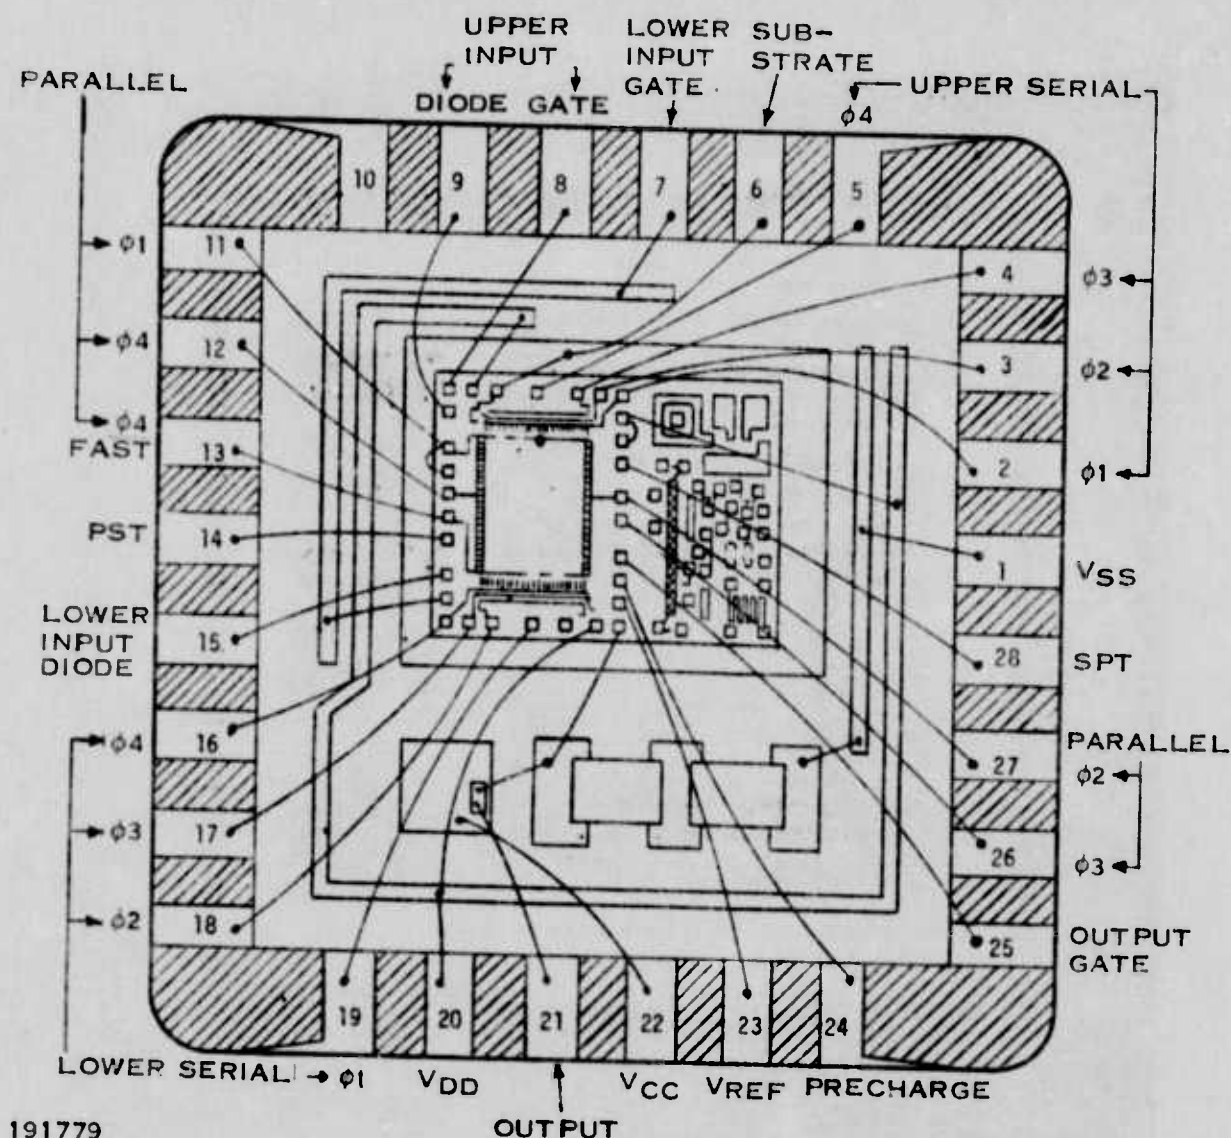 UPPER INPUT
DIODE GATE
LOWER INPUT GATE
SUB-STRATE
UPPER SERIAL
ϕ4
PARALLEL
10
9
8
7
6
5
ϕ1
11
4
ϕ3
ϕ4
12
3
ϕ2
ϕ4
FAST
13
2
ϕ1
PST
14
1
VSS
LOWER
INPUT
DIODE
15
28
SPT
ϕ4
16
PARALLEL
27
ϕ2
ϕ3
17
26
ϕ3
ϕ2
18
25
OUTPUT
GATE
19
20
21
22
23
24
LOWER SERIAL ϕ1
VDD
VCC
VREF
PRECHARGE
OUTPUT
191779